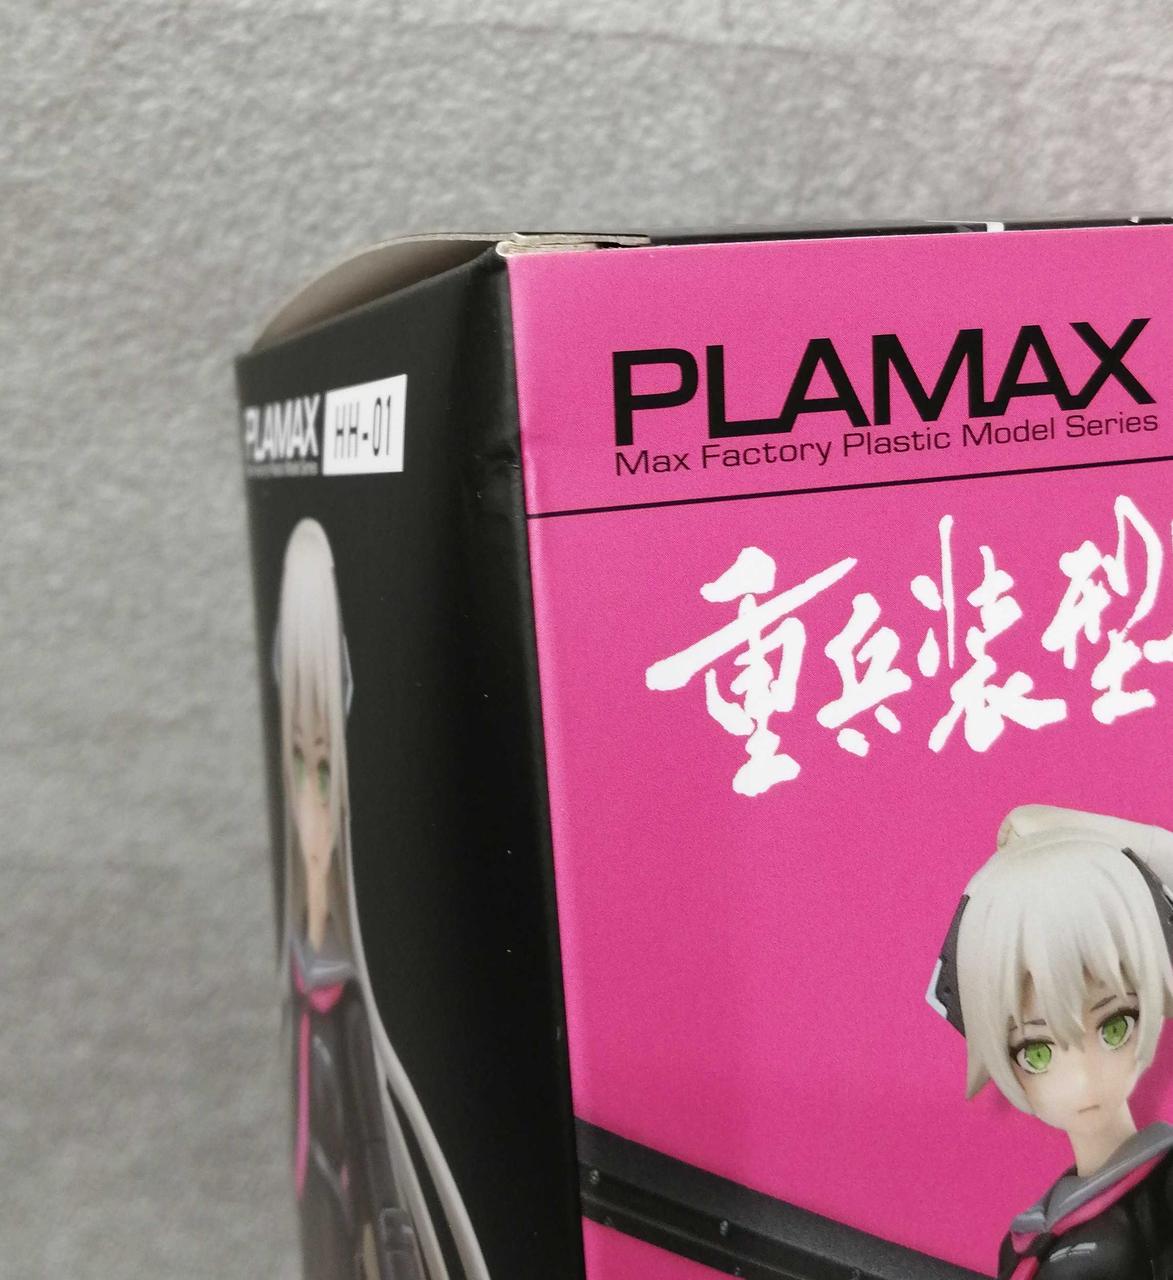 PLAMAX
HH-01
PLAMAX
Max Factory Plastic Model Series
重兵装型